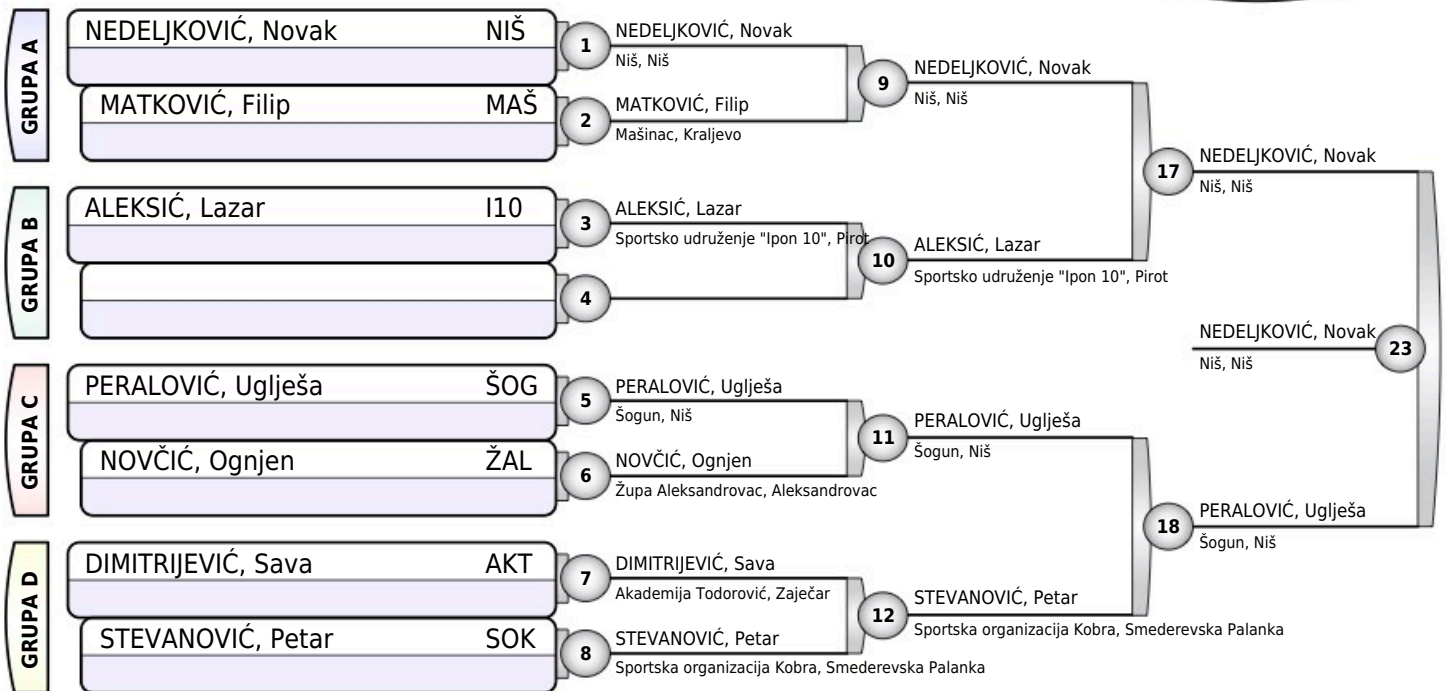 GRUPA A
NEDELJKOVIĆ, Novak NIŠ
MATKOVIĆ, Filip MAŠ
GRUPA B
ALEKSIĆ, Lazar I10
GRUPA C
PERALOVIĆ, Uglješa ŠOG
NOVČIĆ, Ognjen ŽAL
GRUPA D
DIMITRIJEVIĆ, Sava AKT
STEVANOVIĆ, Petar SOK
1
NEDELJKOVIĆ, Novak
Niš, Niš
2
MATKOVIĆ, Filip
Mašinac, Kraljevo
3
ALEKSIĆ, Lazar
Sportsko udruženje "Ipon 10", Pirot
4
5
PERALOVIĆ, Uglješa
Šogun, Niš
6
NOVČIĆ, Ognjen
Župa Aleksandrovac, Aleksandrovac
7
DIMITRIJEVIĆ, Sava
Akademija Todorović, Zaječar
8
STEVANOVIĆ, Petar
Sportska organizacija Kobra, Smederevska Palanka
9
NEDELJKOVIĆ, Novak
Niš, Niš
10
ALEKSIĆ, Lazar
Sportsko udruženje "Ipon 10", Pirot
11
PERALOVIĆ, Uglješa
Šogun, Niš
12
STEVANOVIĆ, Petar
Sportska organizacija Kobra, Smederevska Palanka
17
NEDELJKOVIĆ, Novak
Niš, Niš
18
PERALOVIĆ, Uglješa
Šogun, Niš
NEDELJKOVIĆ, Novak
Niš, Niš
23